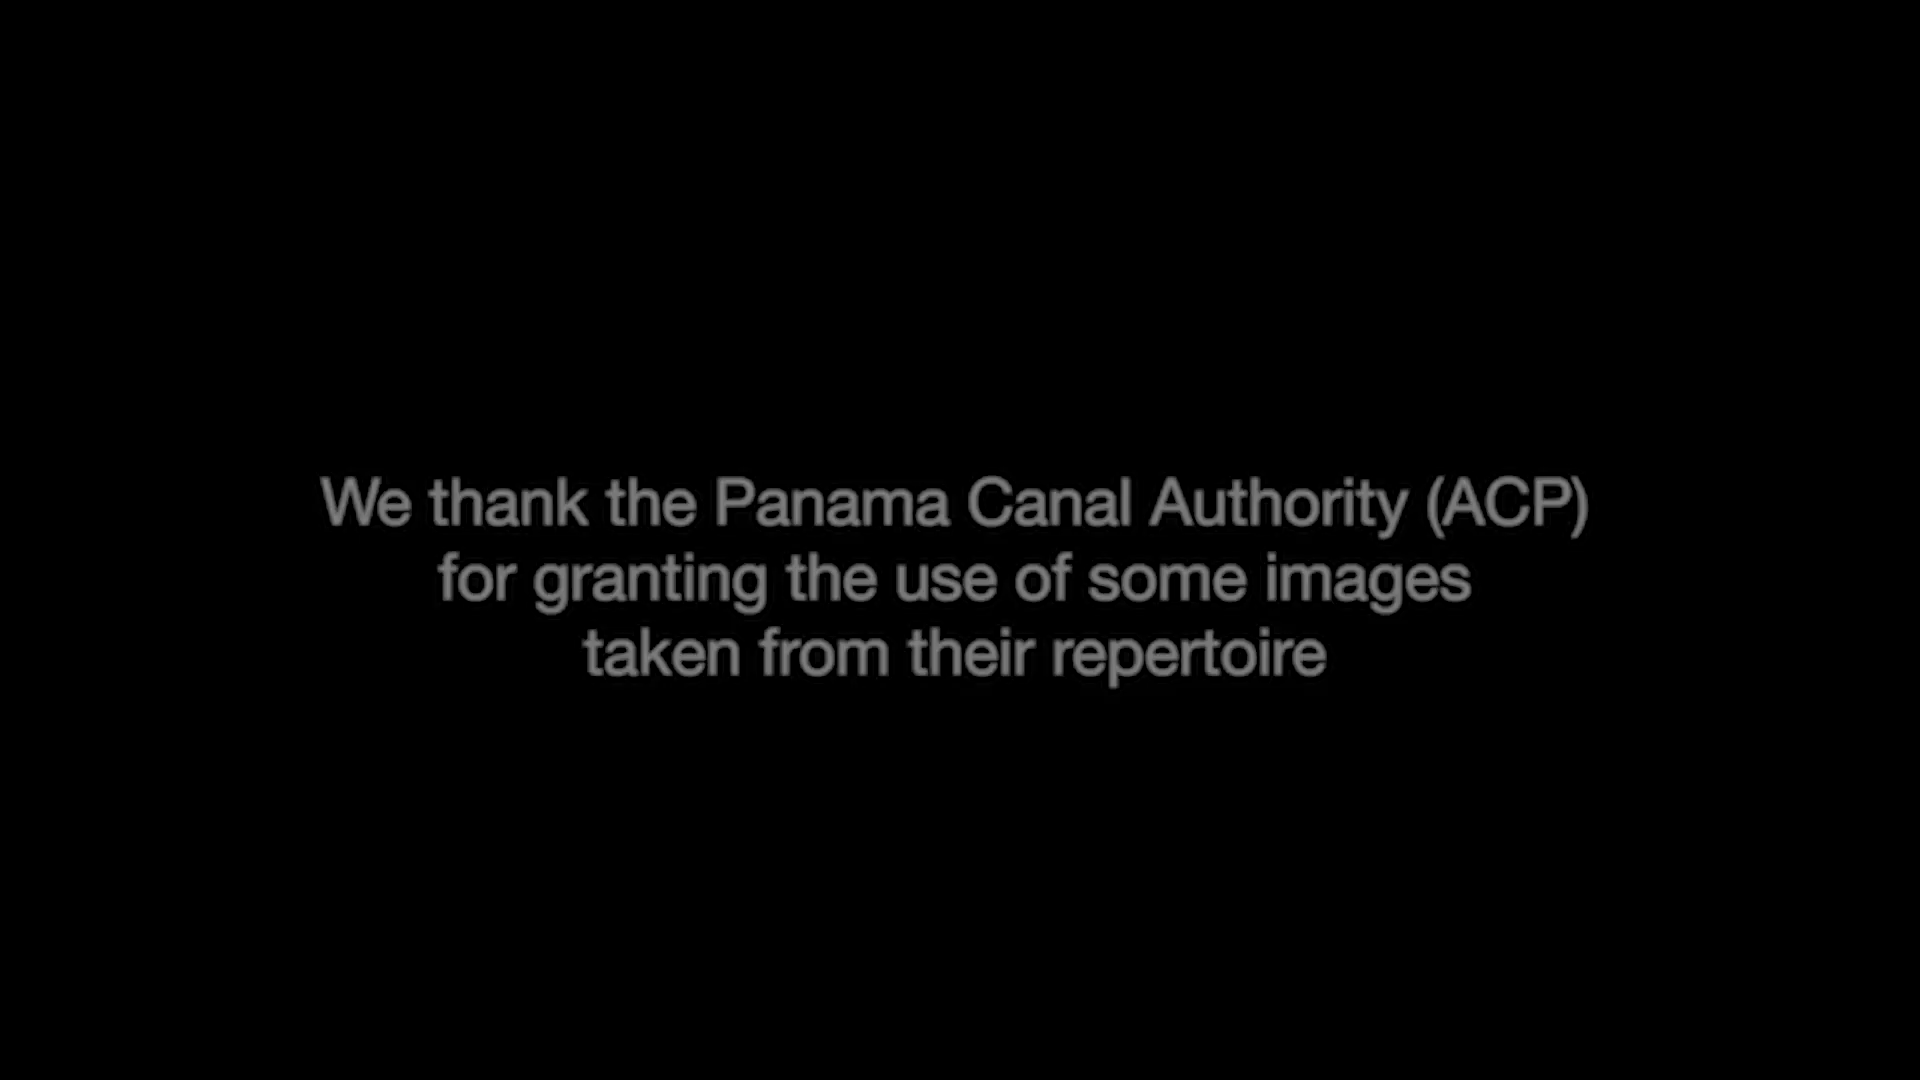 We thank the Panama Canal Authority (ACP)
for granting the use of some images
taken from their repertoire